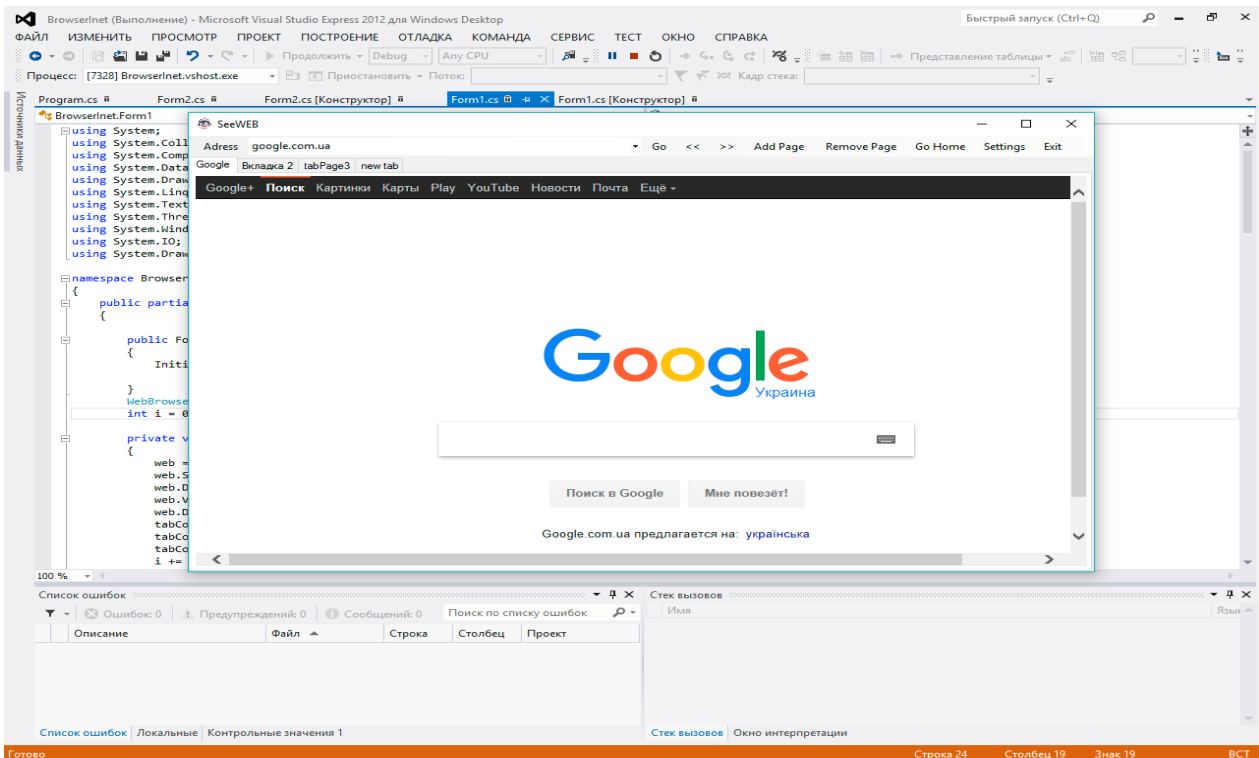 BrowserInet (Выполнение) - Microsoft Visual Studio Express 2012 для Windows Desktop
Быстрый запуск (Ctrl+Q)
ФАЙЛ ИЗМЕНИТЬ ПРОСМОТР ПРОЕКТ ПОСТРОЕНИЕ ОТЛАДКА КОМАНДА СЕРВИС ТЕСТ ОКНО СПРАВКА
Продолжить Debug Any CPU Представление таблицы
Процесс: [7328] BrowserInet.vshost.exe Приостановить Поток: Кадр стека:
Источники данных
Program.cs Form2.cs Form2.cs [Конструктор] Form1.cs Form1.cs [Конструктор]
BrowserInet.Form1
using System;
using System.Coll
using System.Comp
using System.Data
using System.Draw
using System.Linq
using System.Text
using System.Thre
using System.Wind
using System.IO;
using System.Draw
namespace Browser
{
public partia
{
public Fo
{
Initi
}
WebBrowse
int i = 0
private v
{
web =
web.S
web.D
web.V
web.D
tabCo
tabCo
tabCo
i +=
SeeWEB
Adress google.com.ua Go << >> Add Page Remove Page Go Home Settings Exit
Google Вкладка 2 tabPage3 new tab
Google+ Поиск Картинки Карты Play YouTube Новости Почта Ещё
Google
Украина
Поиск в Google Мне повезёт!
Google.com.ua предлагается на: українська
100 %
Список ошибок
Ошибок: 0 Предупреждений: 0 Сообщений: 0 Поиск по списку ошибок
Описание Файл Строка Столбец Проект
Список ошибок Локальные Контрольные значения 1
Стек вызовов
Имя Язык
Стек вызовов Окно интерпретации
Готово Строка 24 Столбец 19 Знак 19 ВСТ